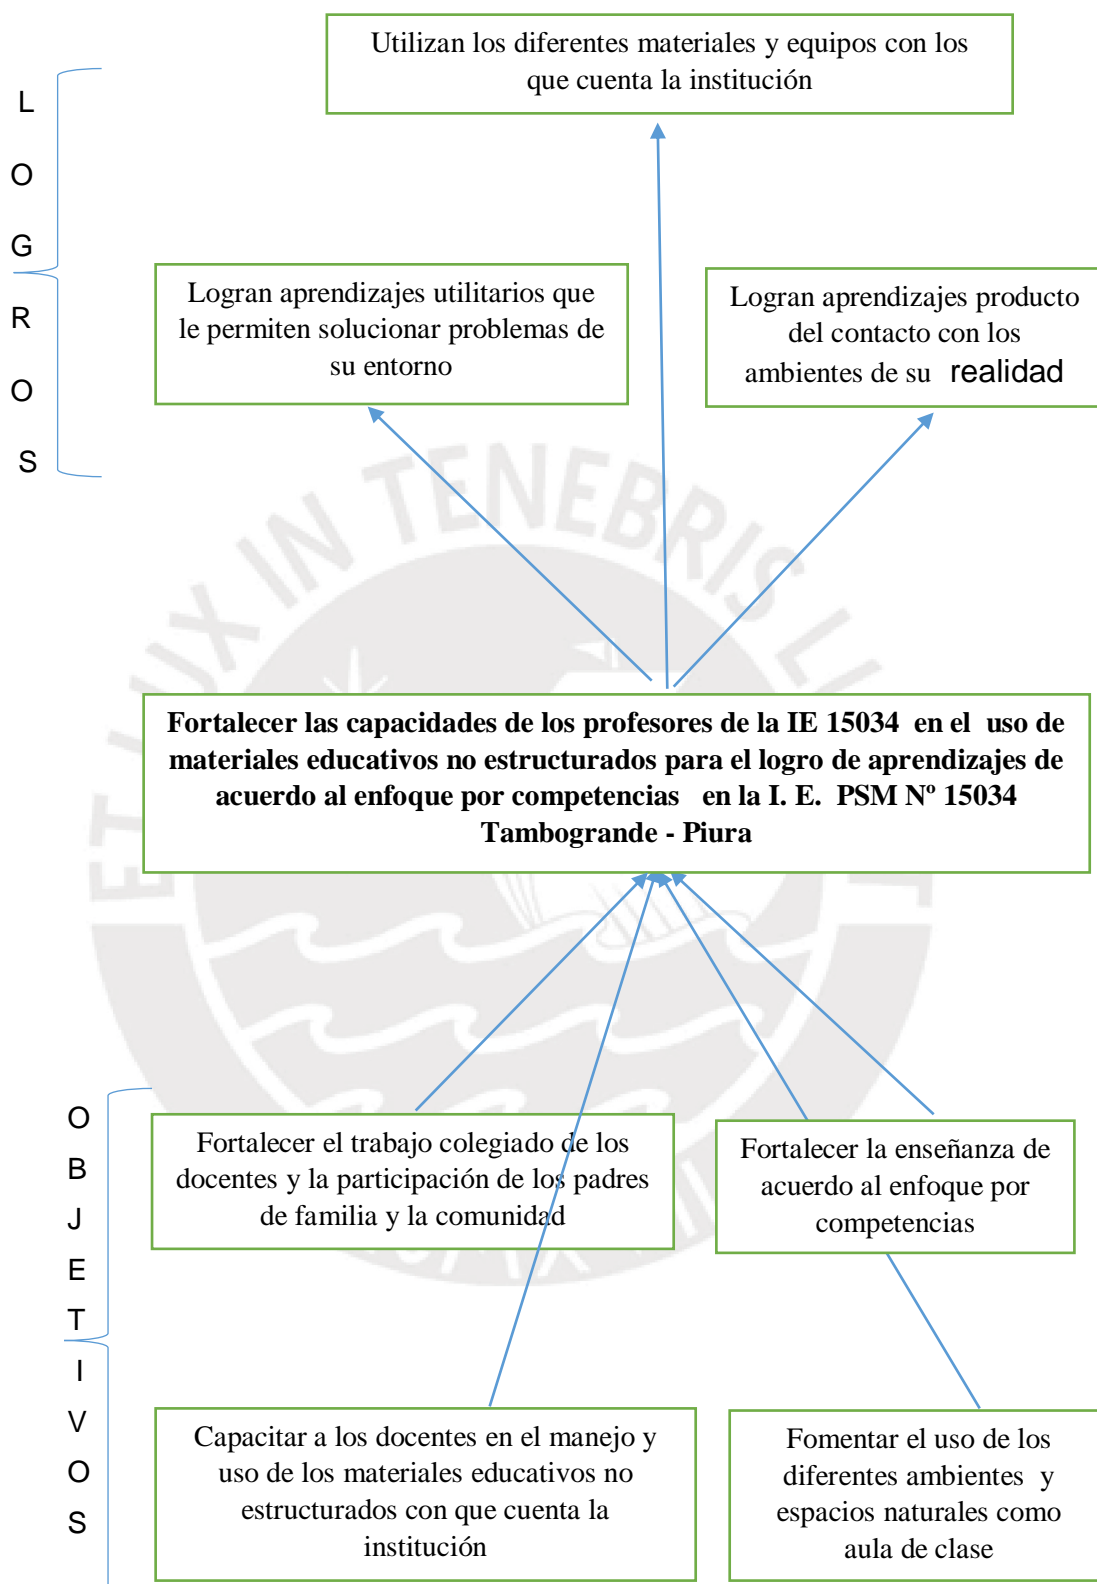 Utilizan los diferentes materiales y equipos con los
que cuenta la institución
L
O
G
R
O
S
Logran aprendizajes utilitarios que
le permiten solucionar problemas de
su entorno
Logran aprendizajes producto
del contacto con los
ambientes de su realidad
ET LUX IN TENEBRIS
Fortalecer las capacidades de los profesores de la IE 15034 en el uso de
materiales educativos no estructurados para el logro de aprendizajes de
acuerdo al enfoque por competencias en la I. E. PSM Nº 15034
Tambogrande - Piura
O
B
J
E
T
I
V
O
S
Fortalecer el trabajo colegiado de los
docentes y la participación de los padres
de familia y la comunidad
Fortalecer la enseñanza de
acuerdo al enfoque por
competencias
Capacitar a los docentes en el manejo y
uso de los materiales educativos no
estructurados con que cuenta la
institución
Fomentar el uso de los
diferentes ambientes y
espacios naturales como
aula de clase